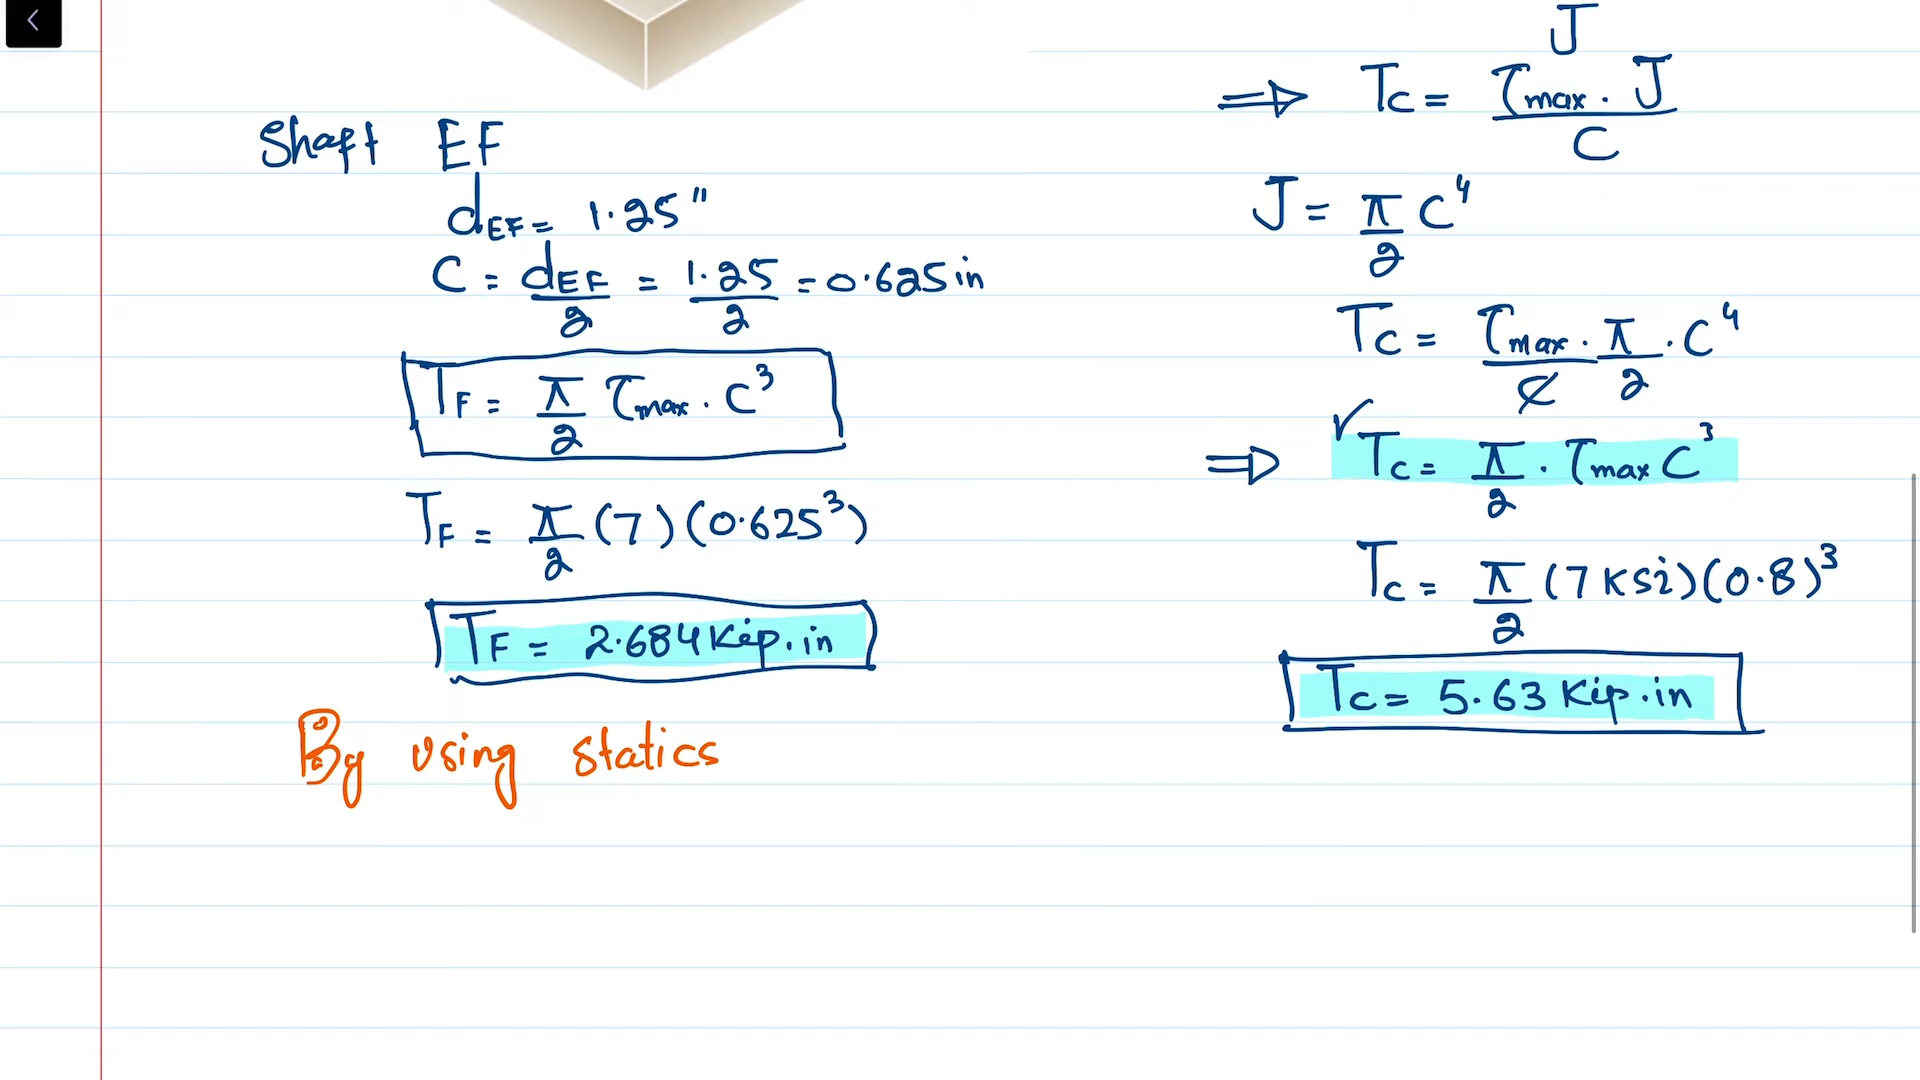 Shaft EF
dEF = 1.25"
C = dEF/2 = 1.25/2 = 0.625in
TF = π/2 τmax · C³
TF = π/2 (7)(0.625³)
TF = 2.684 Kip.in
By using statics
J
⇒ Tc = τmax · J / C
J = π/2 C⁴
Tc = τmax/C · π/2 · C⁴
⇒ ✓Tc = π/2 · τmax C³
Tc = π/2 (7 Ksi)(0.8)³
Tc = 5.63 Kip.in